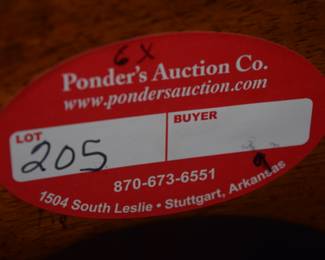 6X
Ponder's Auction Co.
www.pondersauction.com
LOT
205
BUYER
870-673-6551
1504 South Leslie • Stuttgart, Arkansas